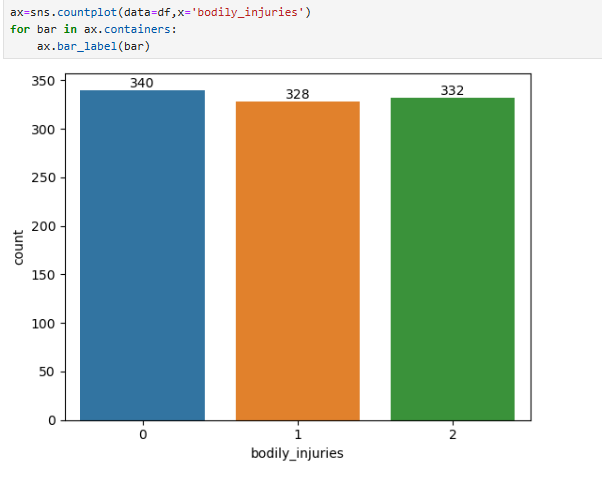 ax=sns.countplot(data=df,x='bodily_injuries')
for bar in ax.containers:
    ax.bar_label(bar)
350
300
250
200
150
100
50
0
count
340
328
332
0
1
2
bodily_injuries